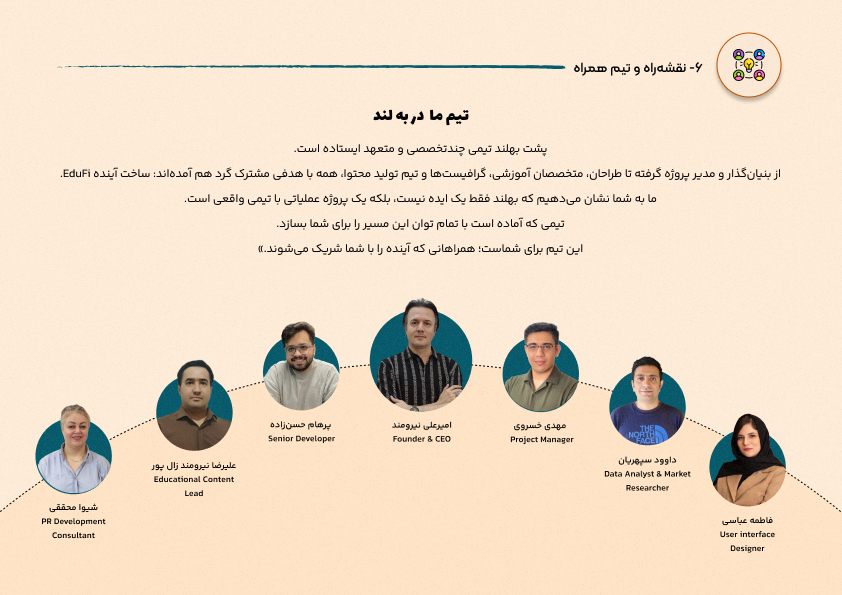 ۶- نقشه‌راه و تیم همراه
تیم ما در به لند
پشت بهلند تیمی چندتخصصی و متعهد ایستاده است.
از بنیان‌گذار و مدیر پروژه گرفته تا طراحان، متخصصان آموزشی، گرافیست‌ها و تیم تولید محتوا، همه با هدفی مشترک گرد هم آمده‌اند: ساخت آینده EduFi.
ما به شما نشان می‌دهیم که بهلند فقط یک ایده نیست، بلکه یک پروژه عملیاتی با تیمی واقعی است.
تیمی که آماده است با تمام توان این مسیر را برای شما بسازد.
این تیم برای شماست؛ همراهانی که آینده را با شما شریک می‌شوند.»
امیرعلی نیرومند
Founder & CEO
مهدی خسروی
Project Manager
پرهام حسن‌زاده
Senior Developer
داوود سپهریان
Data Analyst & Market
Researcher
THE
NORTH
FACE
علیرضا نیرومند زال پور
Educational Content
Lead
فاطمه عباسی
User interface
Designer
شیوا محققی
PR Development
Consultant